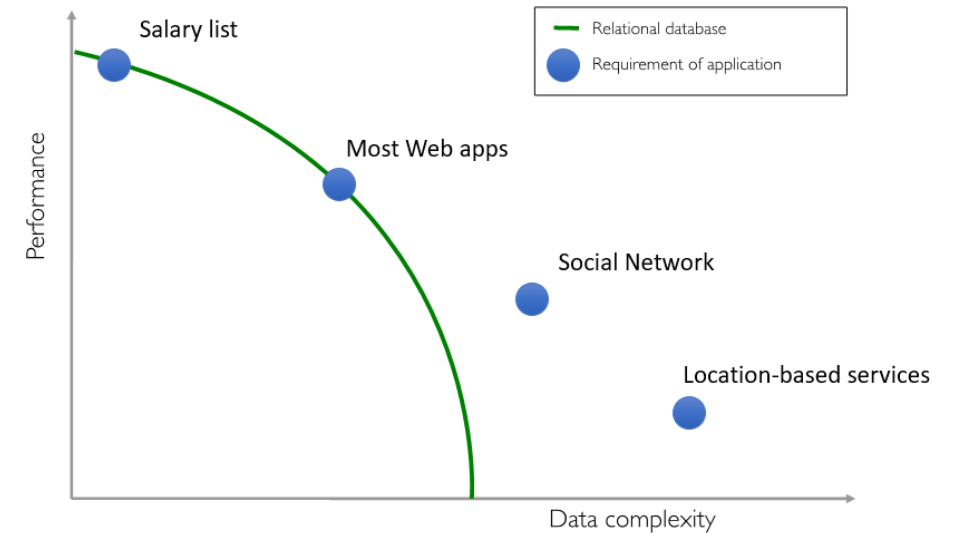 Salary list
Relational database
Requirement of application
Most Web apps
Performance
Social Network
Location-based services
Data complexity